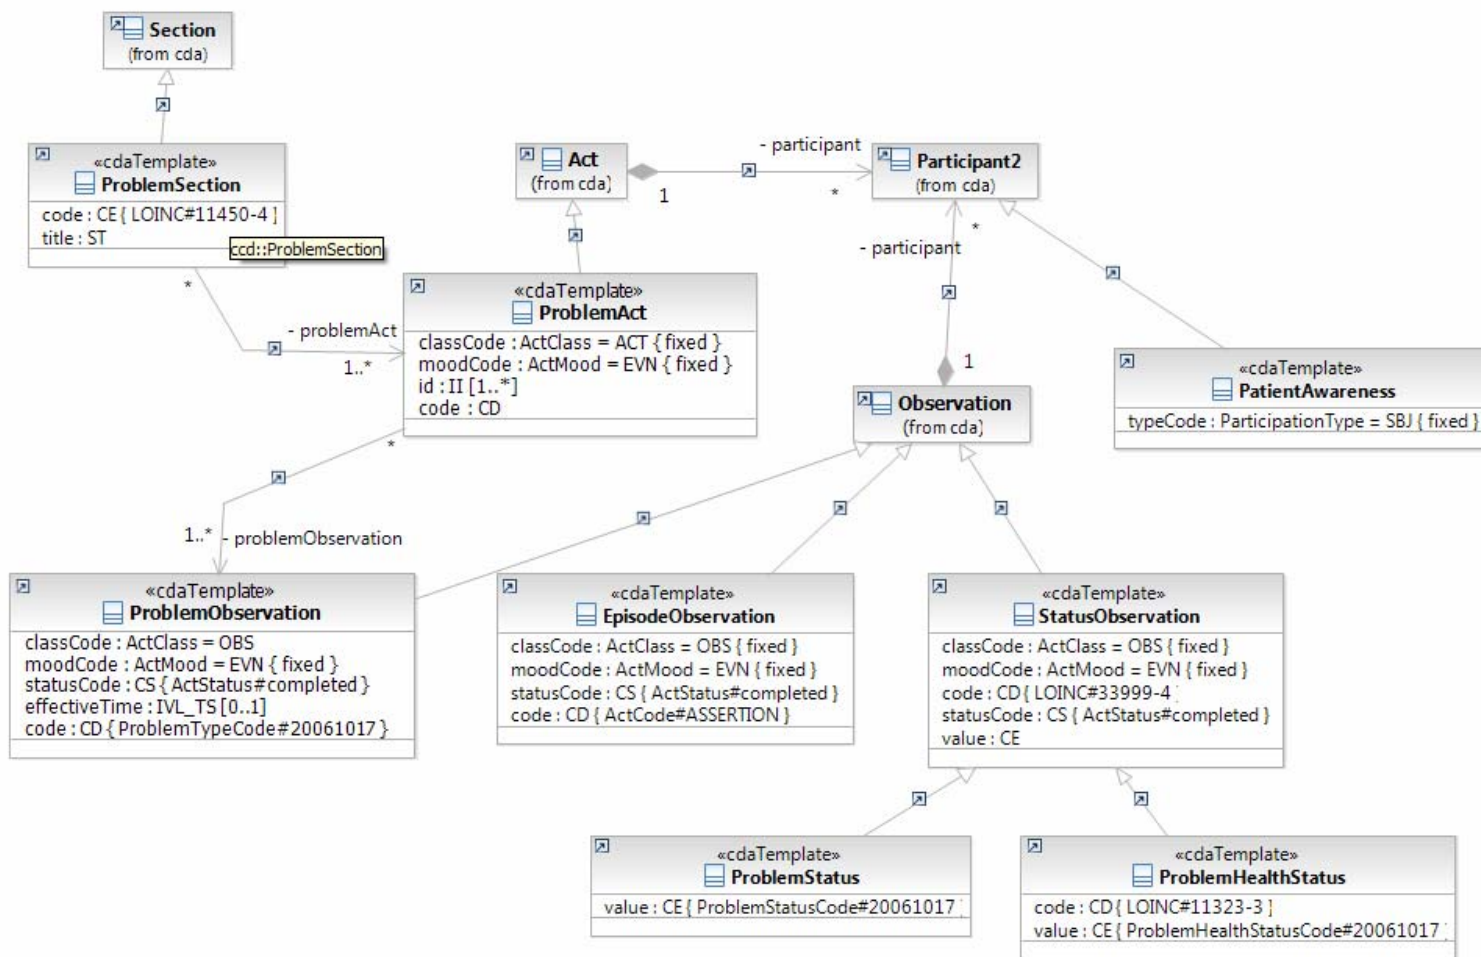 Section
(from cda)
«cdaTemplate»
ProblemSection
code : CE { LOINC#11450-4 ]
title : ST
ccd::ProblemSection
*
- problemAct
1..*
Act
(from cda)
1
- participant
*
Participant2
(from cda)
*
- participant
1
«cdaTemplate»
ProblemAct
classCode : ActClass = ACT { fixed }
moodCode : ActMood = EVN { fixed }
id : II [1..*]
code : CD
*
1..*
- problemObservation
Observation
(from cda)
«cdaTemplate»
PatientAwareness
typeCode : ParticipationType = SBJ { fixed }
«cdaTemplate»
ProblemObservation
classCode : ActClass = OBS
moodCode : ActMood = EVN { fixed }
statusCode : CS { ActStatus#completed }
effectiveTime : IVL_TS [0..1]
code : CD { ProblemTypeCode#20061017 }
«cdaTemplate»
EpisodeObservation
classCode : ActClass = OBS { fixed }
moodCode : ActMood = EVN { fixed }
statusCode : CS { ActStatus#completed }
code : CD { ActCode#ASSERTION }
«cdaTemplate»
StatusObservation
classCode : ActClass = OBS { fixed }
moodCode : ActMood = EVN { fixed }
code : CD { LOINC#33999-4
statusCode : CS { ActStatus#completed }
value : CE
«cdaTemplate»
ProblemStatus
value : CE { ProblemStatusCode#20061017
«cdaTemplate»
ProblemHealthStatus
code : CD { LOINC#11323-3 ]
value : CE { ProblemHealthStatusCode#20061017